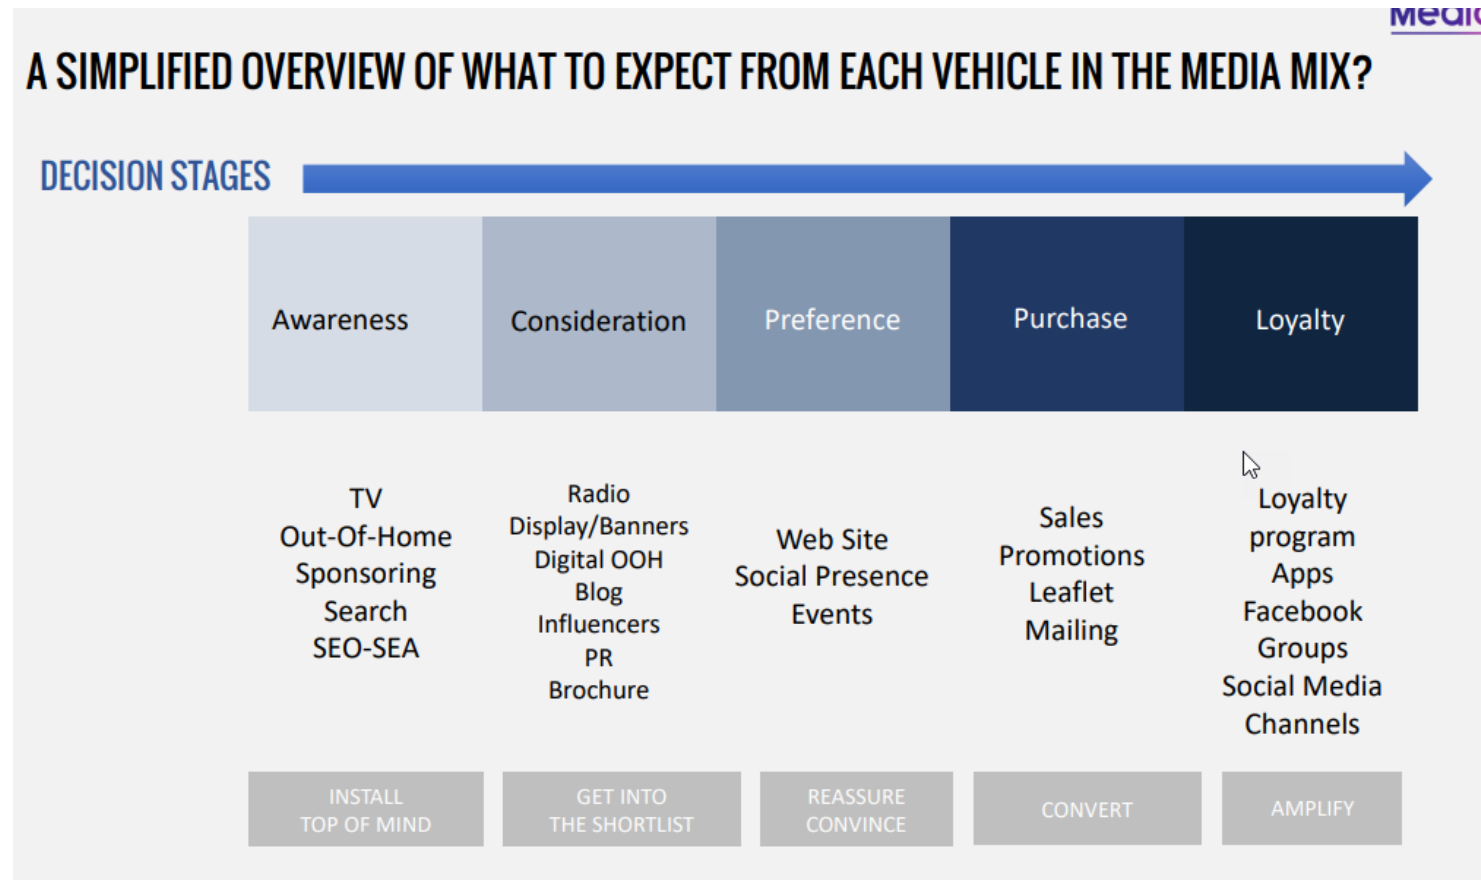 A SIMPLIFIED OVERVIEW OF WHAT TO EXPECT FROM EACH VEHICLE IN THE MEDIA MIX?
DECISION STAGES
Awareness
Consideration
Preference
Purchase
Loyalty
TV
Out-Of-Home
Sponsoring
Search
SEO-SEA
Radio
Display/Banners
Digital OOH
Blog
Influencers
PR
Brochure
Web Site
Social Presence
Events
Sales
Promotions
Leaflet
Mailing
Loyalty
program
Apps
Facebook
Groups
Social Media
Channels
INSTALL
TOP OF MIND
GET INTO
THE SHORTLIST
REASSURE
CONVINCE
CONVERT
AMPLIFY